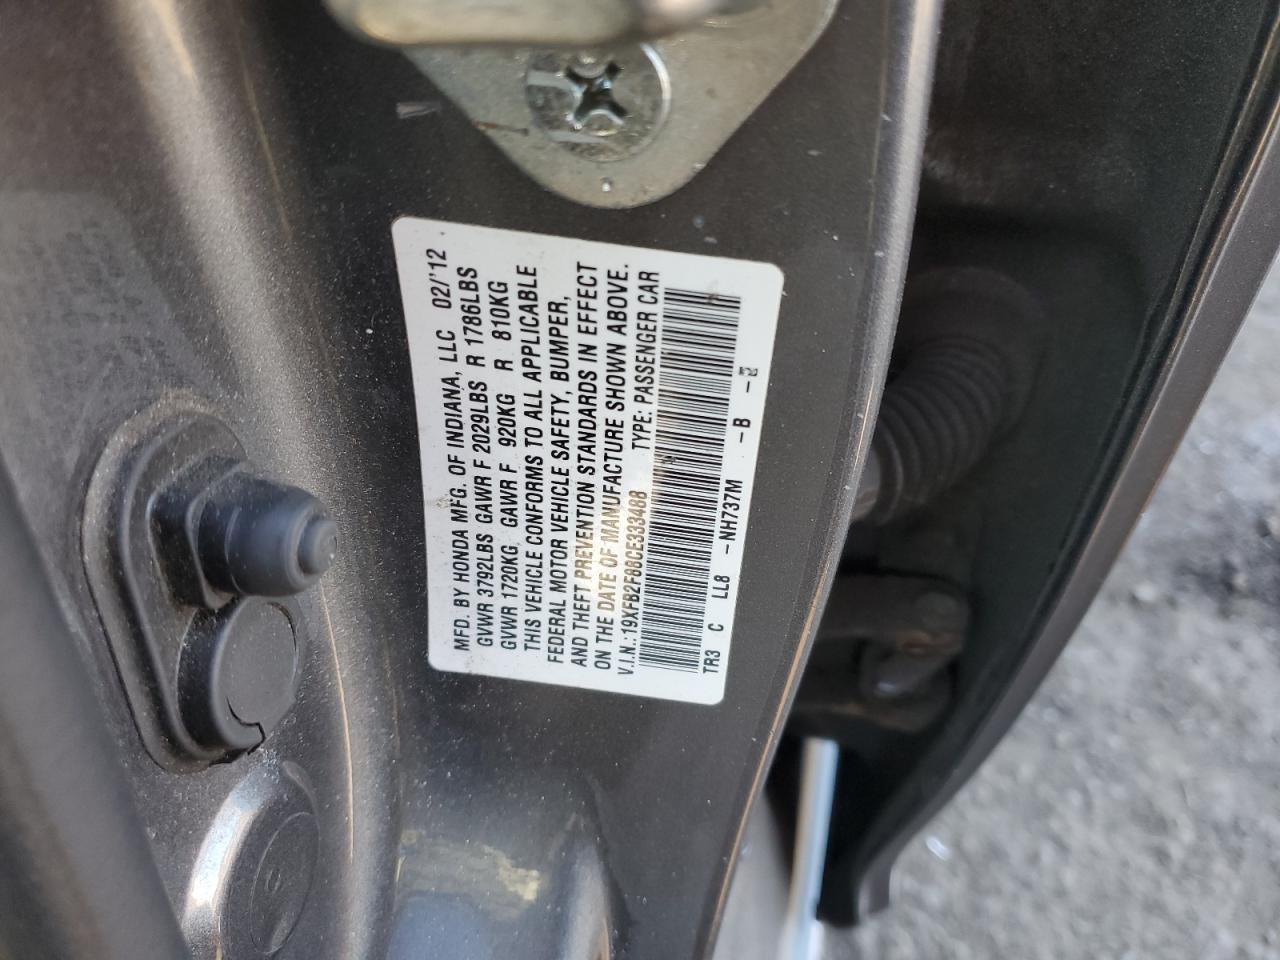 MFD. BY HONDA MFG. OF INDIANA, LLC 02/'12
GVWR 3792LBS GAWR F 2029LBS R 1786LBS
GVWR 1720KG GAWR F 920KG R 810KG
THIS VEHICLE CONFORMS TO ALL APPLICABLE
FEDERAL MOTOR VEHICLE SAFETY, BUMPER,
AND THEFT PREVENTION STANDARDS IN EFFECT
ON THE DATE OF MANUFACTURE SHOWN ABOVE.
V.I.N.:19XFB2F88CE333488 TYPE: PASSENGER CAR
TR3 C LL8 -NH737M -B -